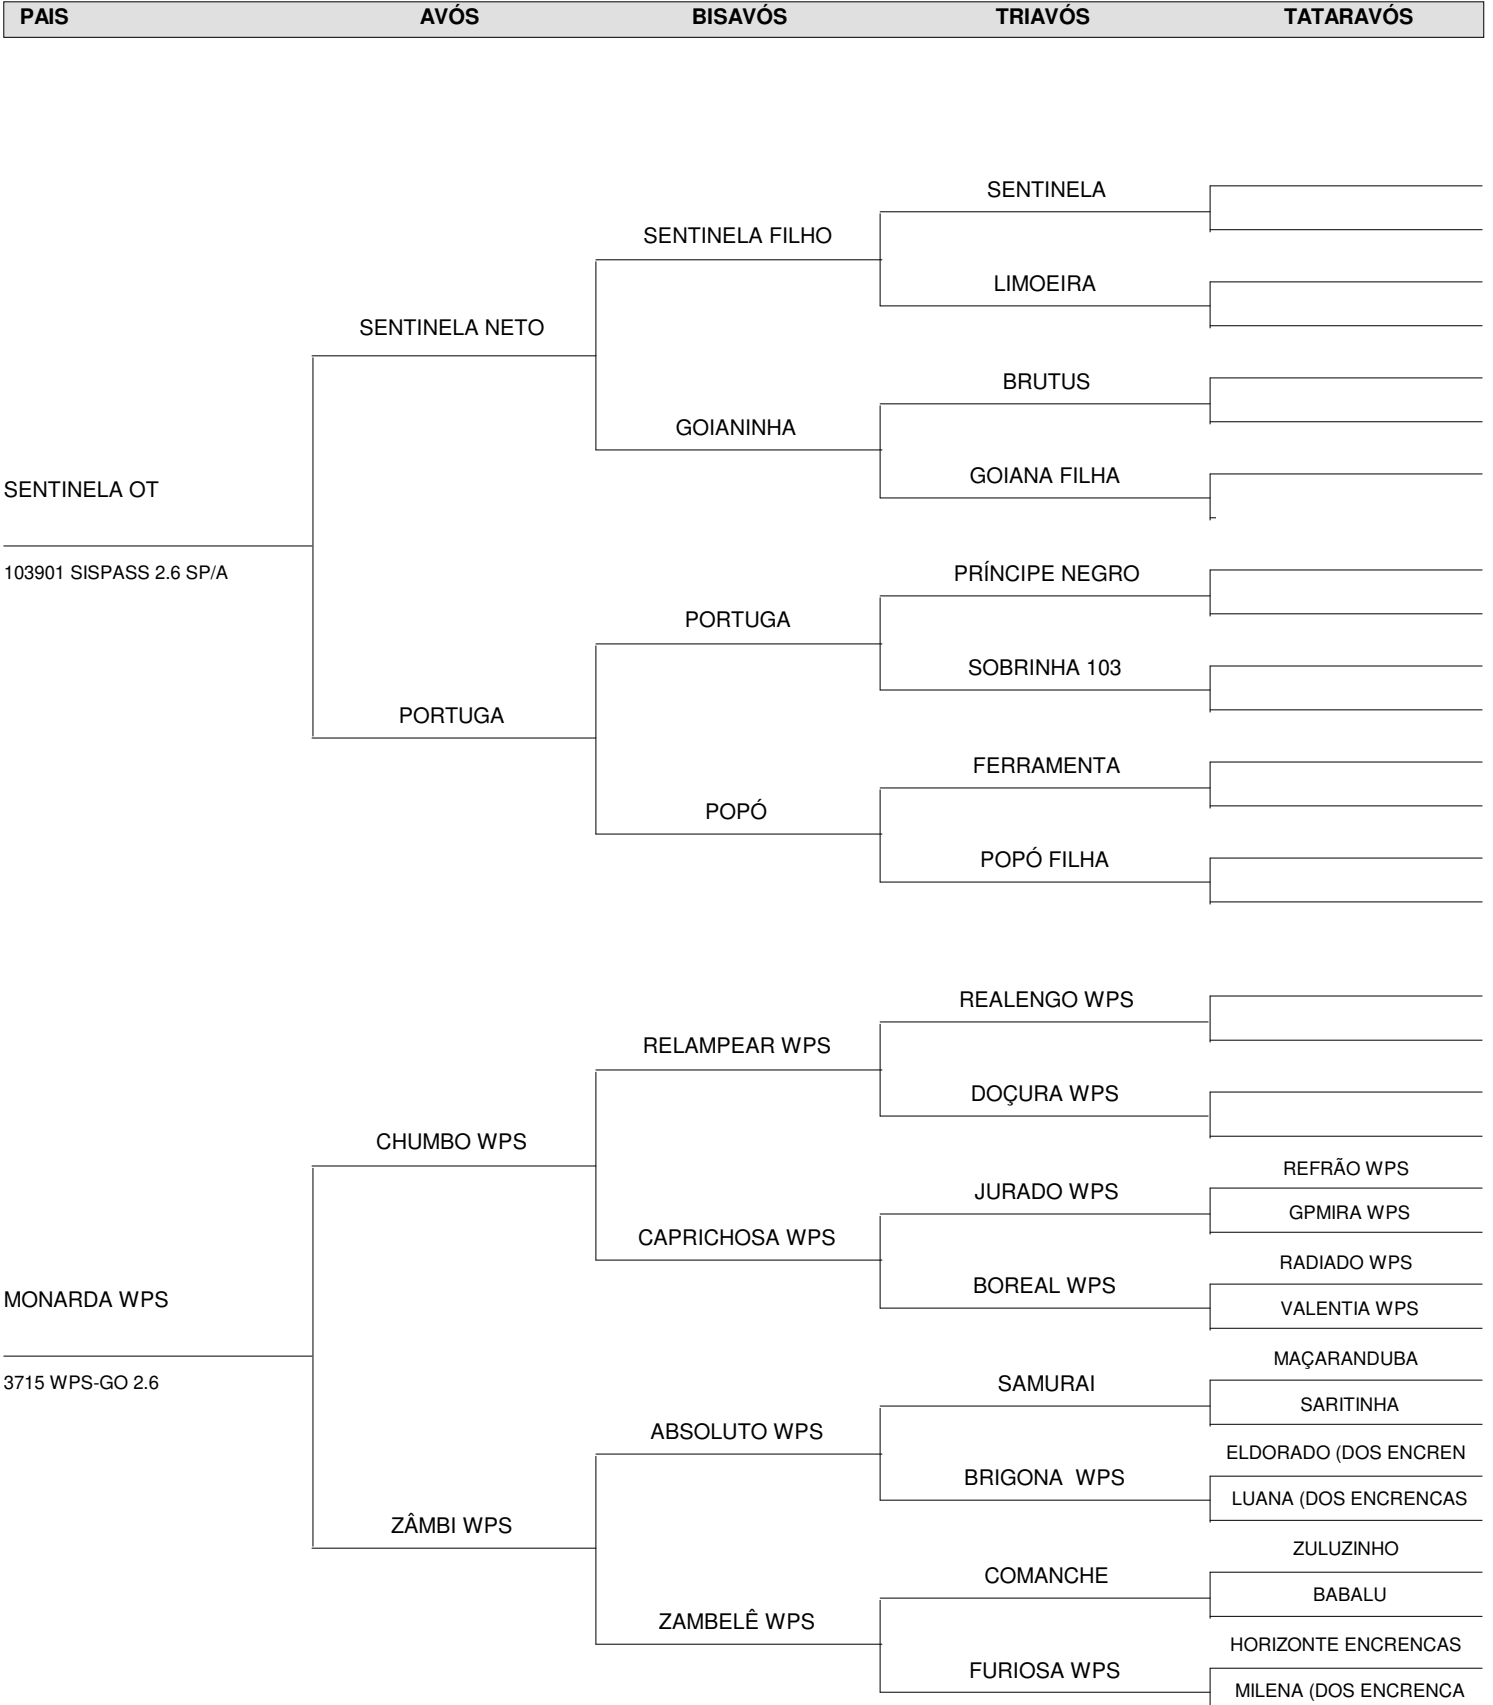 PAIS AVÓS BISAVÓS TRIAVÓS TATARAVÓS
SENTINELA
SENTINELA FILHO
LIMOEIRA
SENTINELA NETO
BRUTUS
GOIANINHA
GOIANA FILHA
SENTINELA OT
103901 SISPASS 2.6 SP/A
PRÍNCIPE NEGRO
PORTUGA
SOBRINHA 103
PORTUGA
FERRAMENTA
POPÓ
POPÓ FILHA
REALENGO WPS
RELAMPEAR WPS
DOÇURA WPS
CHUMBO WPS
REFRÃO WPS
JURADO WPS
GPMIRA WPS
CAPRICHOSA WPS
RADIADO WPS
BOREAL WPS
VALENTIA WPS
MONARDA WPS
3715 WPS-GO 2.6
MAÇARANDUBA
SAMURAI
SARITINHA
ABSOLUTO WPS
ELDORADO (DOS ENCREN
BRIGONA WPS
LUANA (DOS ENCRENCAS
ZÂMBI WPS
ZULUZINHO
COMANCHE
BABALU
ZAMBELÊ WPS
HORIZONTE ENCRENCAS
FURIOSA WPS
MILENA (DOS ENCRENCA